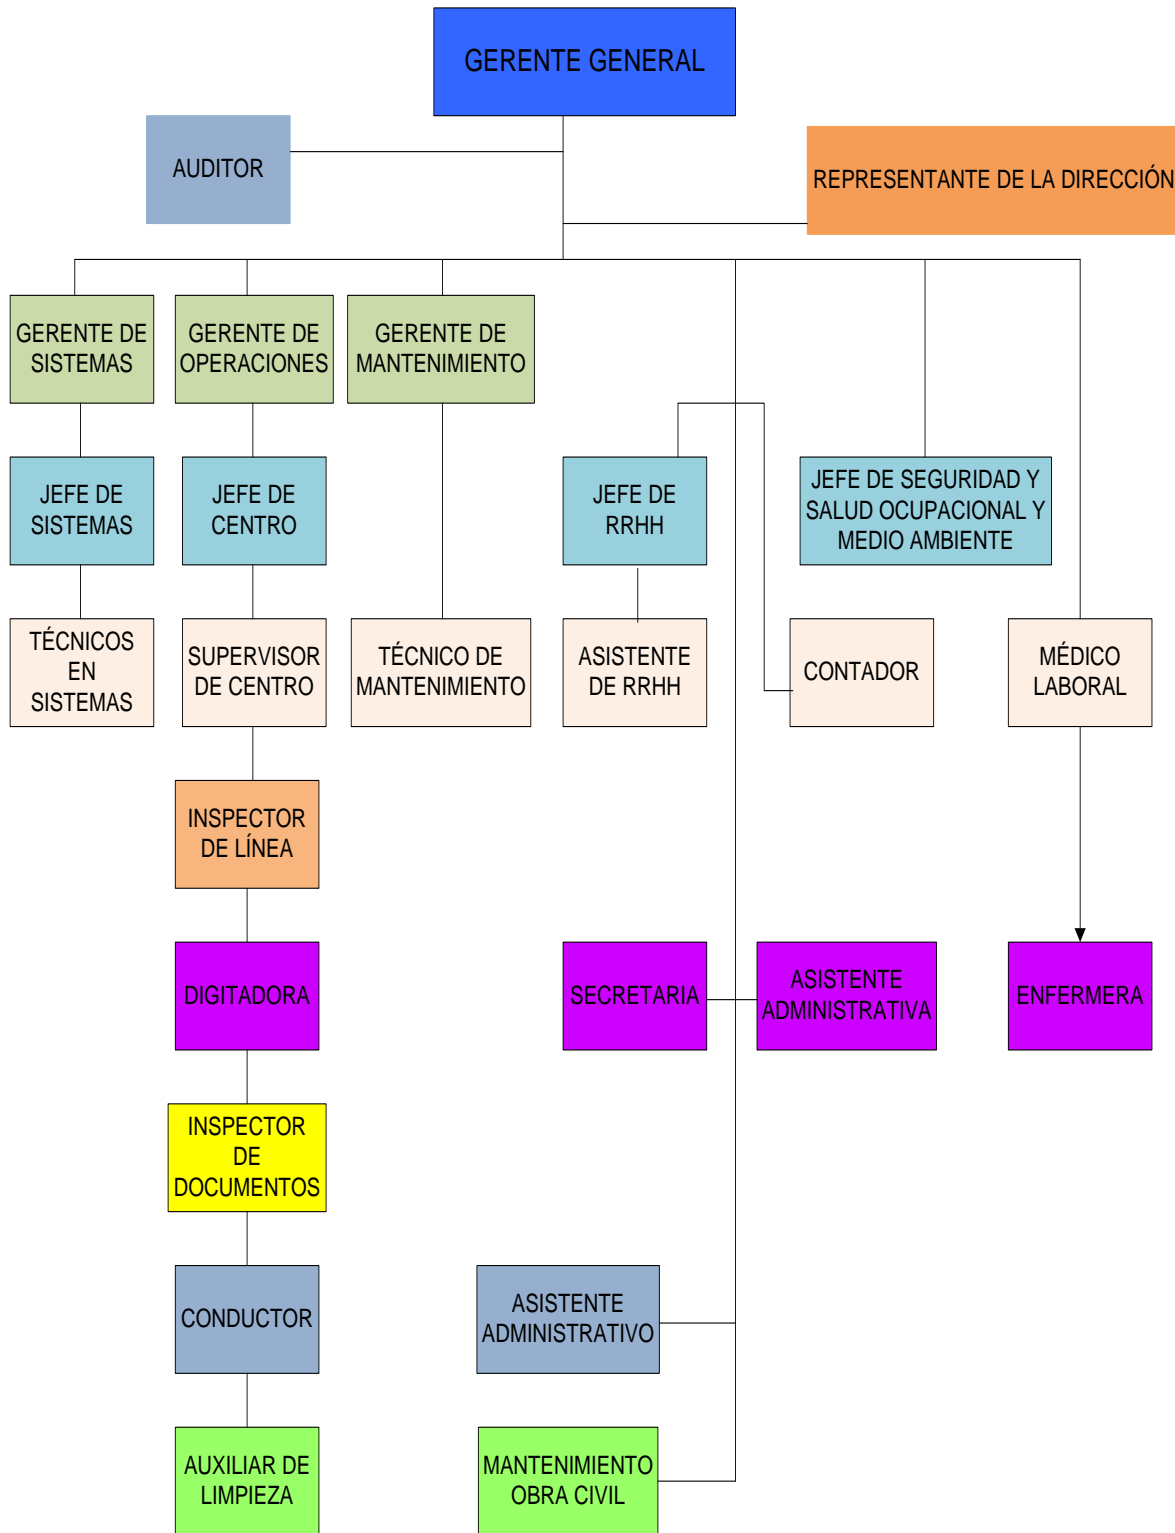 GERENTE GENERAL
AUDITOR
REPRESENTANTE DE LA DIRECCIÓN
GERENTE DE
SISTEMAS
GERENTE DE
OPERACIONES
GERENTE DE
MANTENIMIENTO
JEFE DE
SISTEMAS
JEFE DE
CENTRO
JEFE DE
RRHH
JEFE DE SEGURIDAD Y
SALUD OCUPACIONAL Y
MEDIO AMBIENTE
TÉCNICOS
EN
SISTEMAS
SUPERVISOR
DE CENTRO
TÉCNICO DE
MANTENIMIENTO
ASISTENTE
DE RRHH
CONTADOR
MÉDICO
LABORAL
INSPECTOR
DE LÍNEA
DIGITADORA
SECRETARIA
ASISTENTE
ADMINISTRATIVA
ENFERMERA
INSPECTOR
DE
DOCUMENTOS
CONDUCTOR
ASISTENTE
ADMINISTRATIVO
AUXILIAR DE
LIMPIEZA
MANTENIMIENTO
OBRA CIVIL